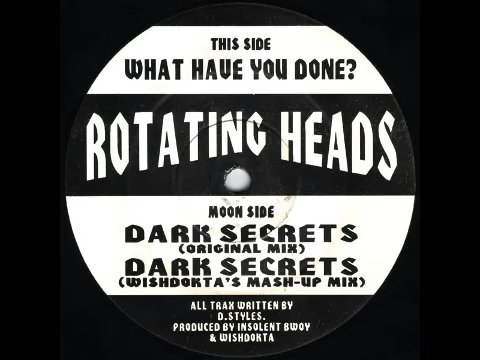 THIS SIDE
WHAT HAVE YOU DONE?
ROTATING HEADS
MOON SIDE
DARK SECRETS
(ORIGINAL MIX)
DARK SECRETS
(WISHDOKTA'S MASH-UP MIX)
ALL TRAX WRITTEN BY
D.STYLES.
PRODUCED BY INSOLENT BWOY
& WISHDOKTA